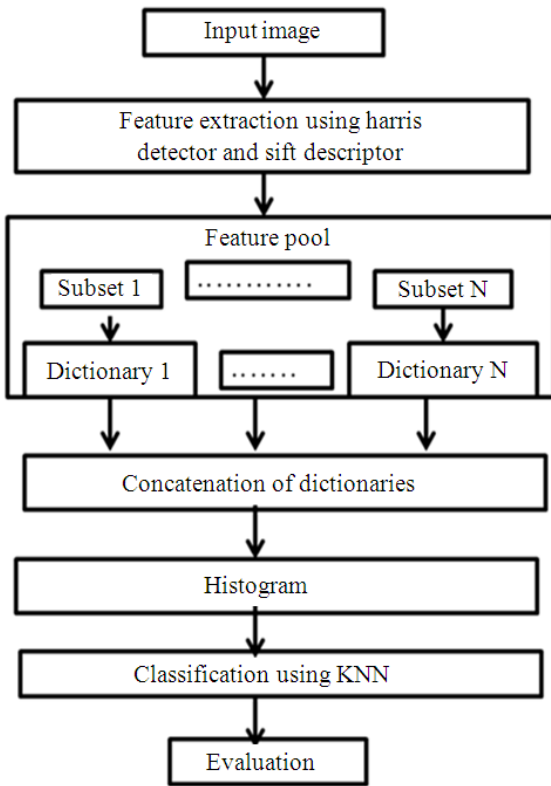 Input image
Feature extraction using harris
detector and sift descriptor
Feature pool
Subset 1
............
Subset N
Dictionary 1
.......
Dictionary N
Concatenation of dictionaries
Histogram
Classification using KNN
Evaluation